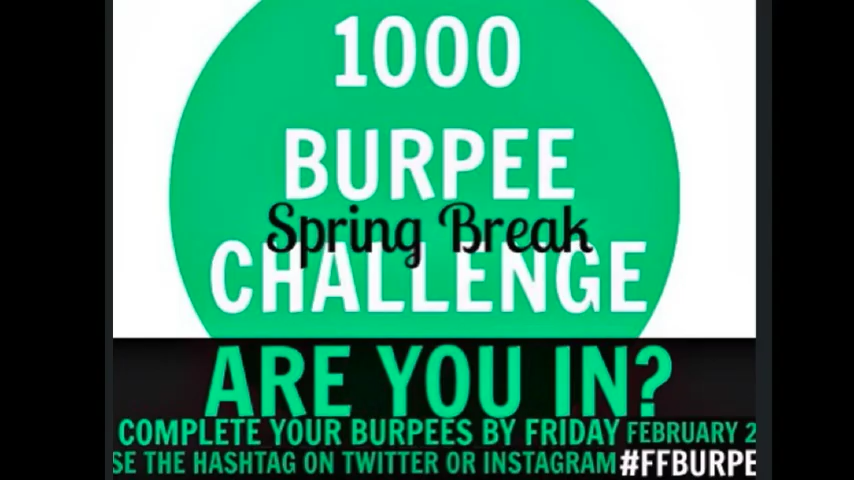 1000
BURPEE
Spring Break
CHALLENGE
ARE YOU IN?
COMPLETE YOUR BURPEES BY FRIDAY FEBRUARY 2
SE THE HASHTAG ON TWITTER OR INSTAGRAM #FFBURPE